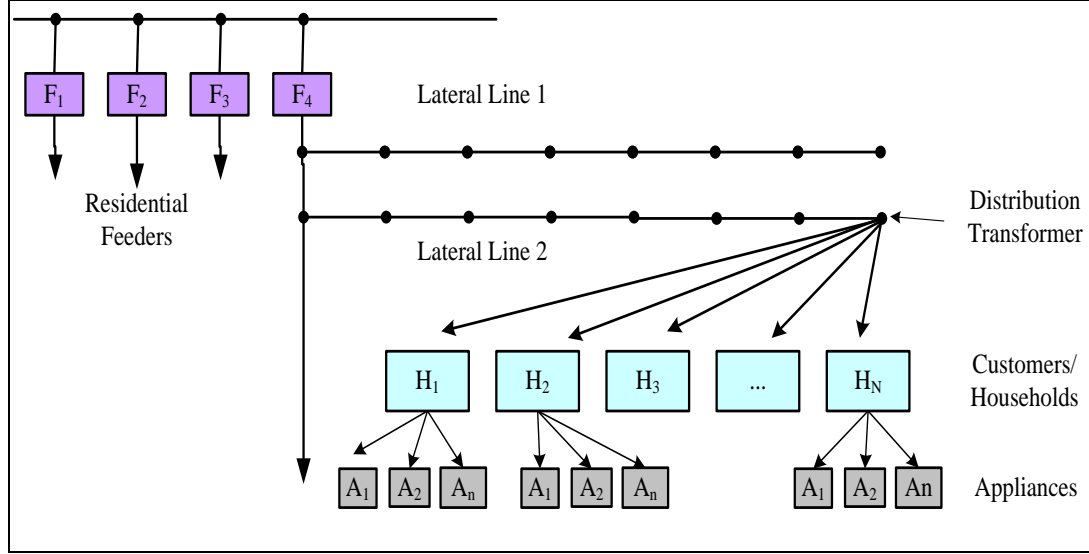 F₁ F₂ F₃ F₄
Lateral Line 1
Residential
Feeders
Distribution
Transformer
Lateral Line 2
H₁ H₂ H₃ ... H_N
Customers/
Households
A₁ A₂ Aₙ A₁ A₂ Aₙ A₁ A₂ An
Appliances